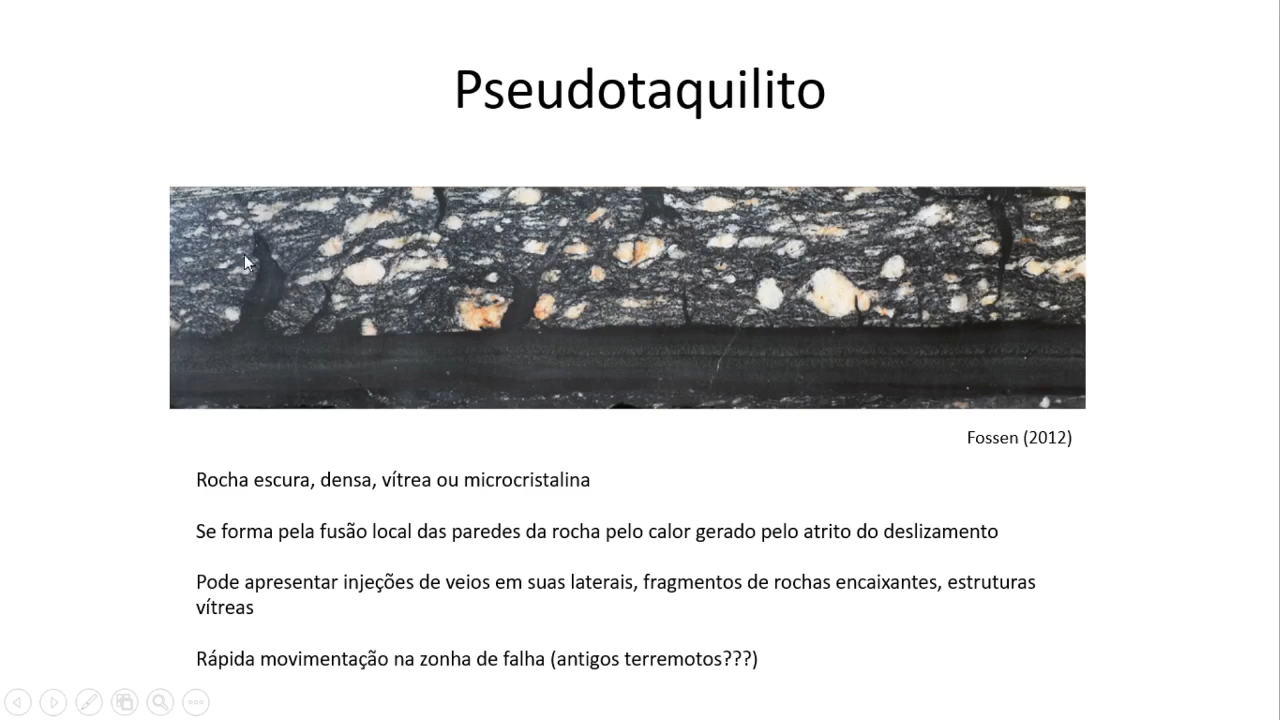 Pseudotaquilito
Fossen (2012)
Rocha escura, densa, vítrea ou microcristalina
Se forma pela fusão local das paredes da rocha pelo calor gerado pelo atrito do deslizamento
Pode apresentar injeções de veios em suas laterais, fragmentos de rochas encaixantes, estruturas
vítreas
Rápida movimentação na zonha de falha (antigos terremotos???)